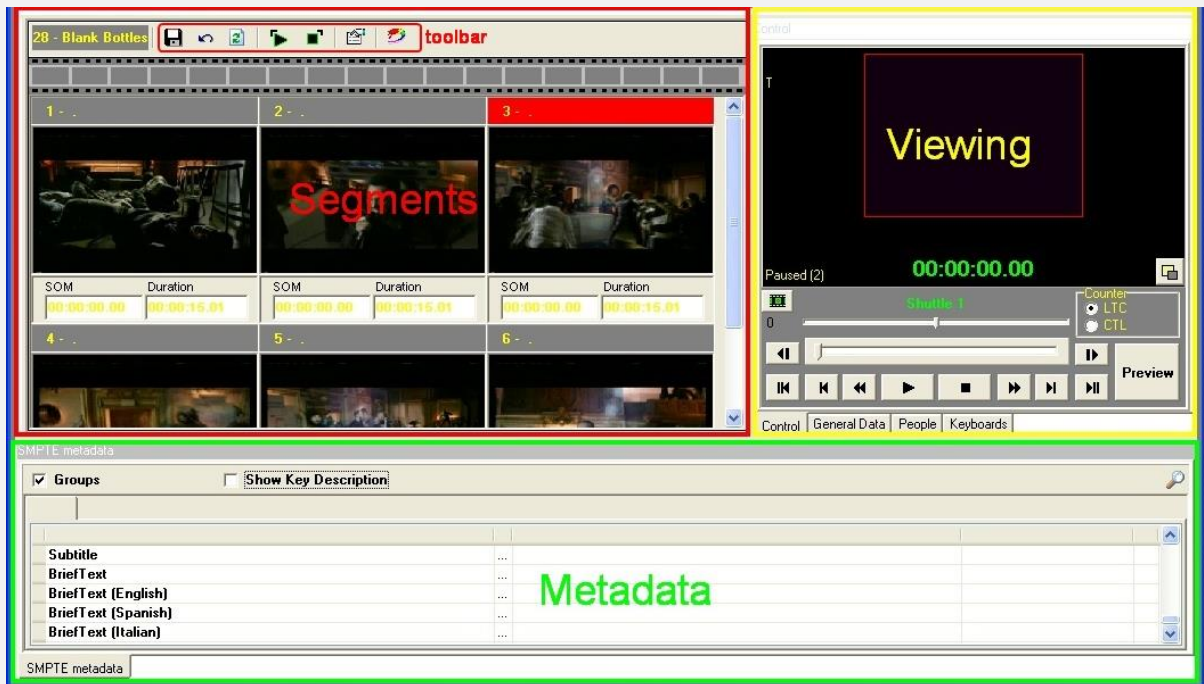 28 - Blank Bottles
toolbar
1 - .
2 - .
3 - .
Segments
SOM Duration
00:00:00.00 00:00:15.01
SOM Duration
00:00:00.00 00:00:15.01
SOM Duration
00:00:00.00 00:00:15.01
4 - .
5 - .
6 - .
Control
T
Viewing
Paused (2)
00:00:00.00
Shuttle 1
0
Counter
LTC
CTL
Preview
Control General Data People Keyboards
SMPTE metadata
Groups
Show Key Description
Subtitle ...
BriefText ...
BriefText (English) ...
BriefText (Spanish) ...
BriefText (Italian) ...
Metadata
SMPTE metadata